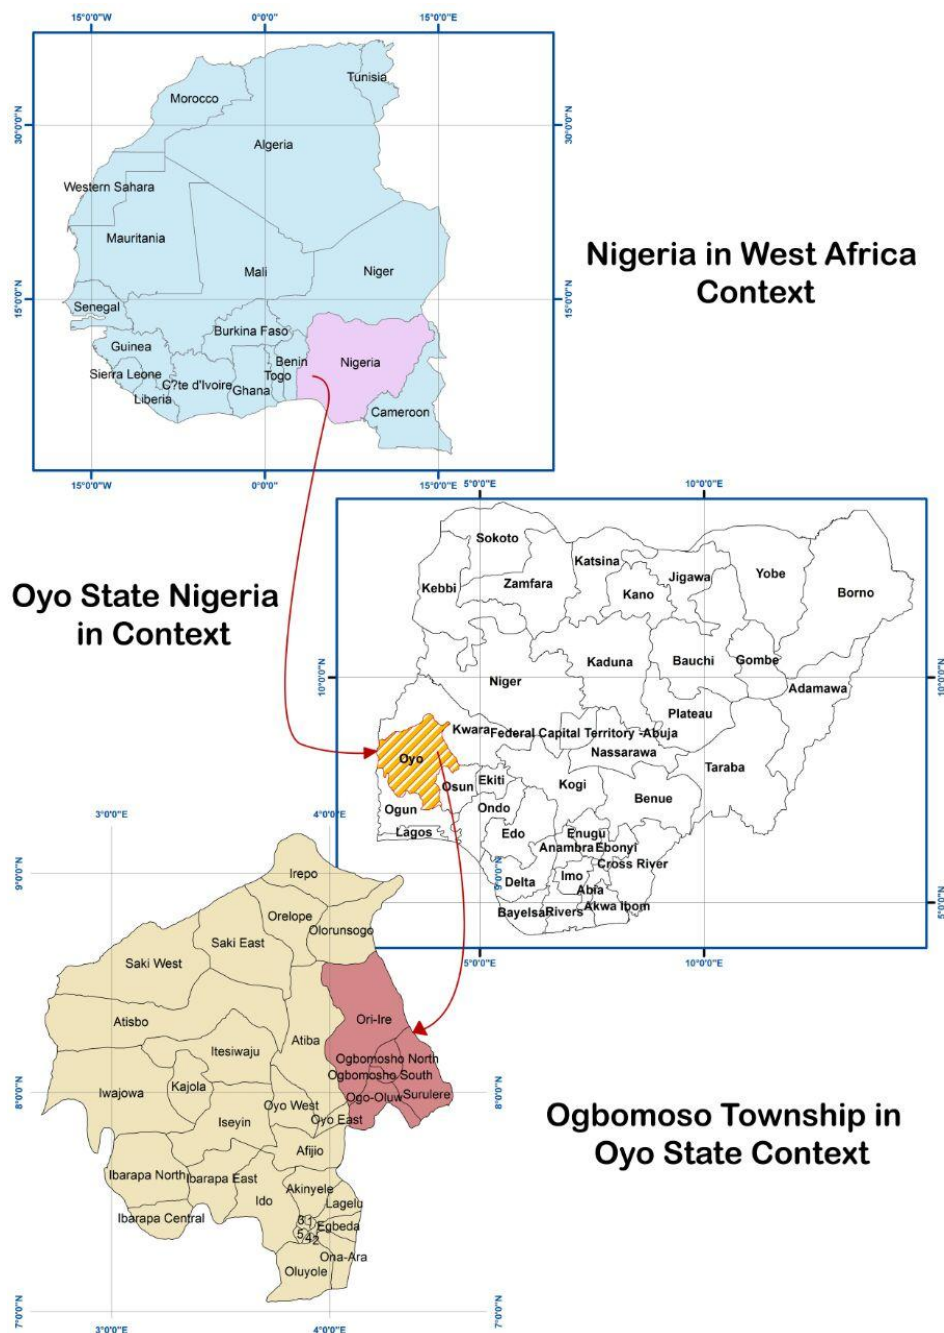 15°0'0"W
0°0'0"
15°0'0"E
Tunisia
Morocco
30°0'0"N
30°0'0"N
Algeria
Western Sahara
Mauritania
Mali
Niger
Nigeria in West Africa
Context
15°0'0"N
15°0'0"N
Senegal
Burkina Faso
Guinea
Benin
Nigeria
Sierra Leone
Togo
C?te d'Ivoire
Ghana
Liberia
Cameroon
15°0'0"W
0°0'0"
15°0'0"E
5°0'0"E
10°0'0"E
Sokoto
Katsina
Yobe
Jigawa
Zamfara
Kebbi
Kano
Borno
Oyo State Nigeria
in Context
Kaduna
Bauchi
Gombe
10°0'0"N
10°0'0"N
Niger
Adamawa
Plateau
Kwara
Federal Capital Territory -Abuja
Nassarawa
Oyo
Taraba
Osun
Ekiti
Kogi
Benue
Ogun
Ondo
Lagos
Edo
Enugu
Anambra
Ebonyi
Cross River
Imo
Delta
Abia
Akwa Ibom
Bayelsa
Rivers
5°0'0"N
5°0'0"E
10°0'0"E
3°0'0"E
4°0'0"E
9°0'0"N
9°0'0"N
Irepo
Orelope
Olorunsogo
Saki East
Saki West
Ori-Ire
Atisbo
Atiba
Itesiwaju
Ogbomosho North
Ogbomosho South
Kajola
Iwajowa
Ogo-Oluw
Surulere
8°0'0"N
8°0'0"N
Oyo West
Iseyin
Oyo East
Ogbomoso Township in
Oyo State Context
Afijio
Ibarapa North
Ibarapa East
Akinyele
Ido
Lagelu
Ibarapa Central
3
1
Egbeda
5
4
2
Ona-Ara
Oluyole
7°0'0"N
7°0'0"N
3°0'0"E
4°0'0"E